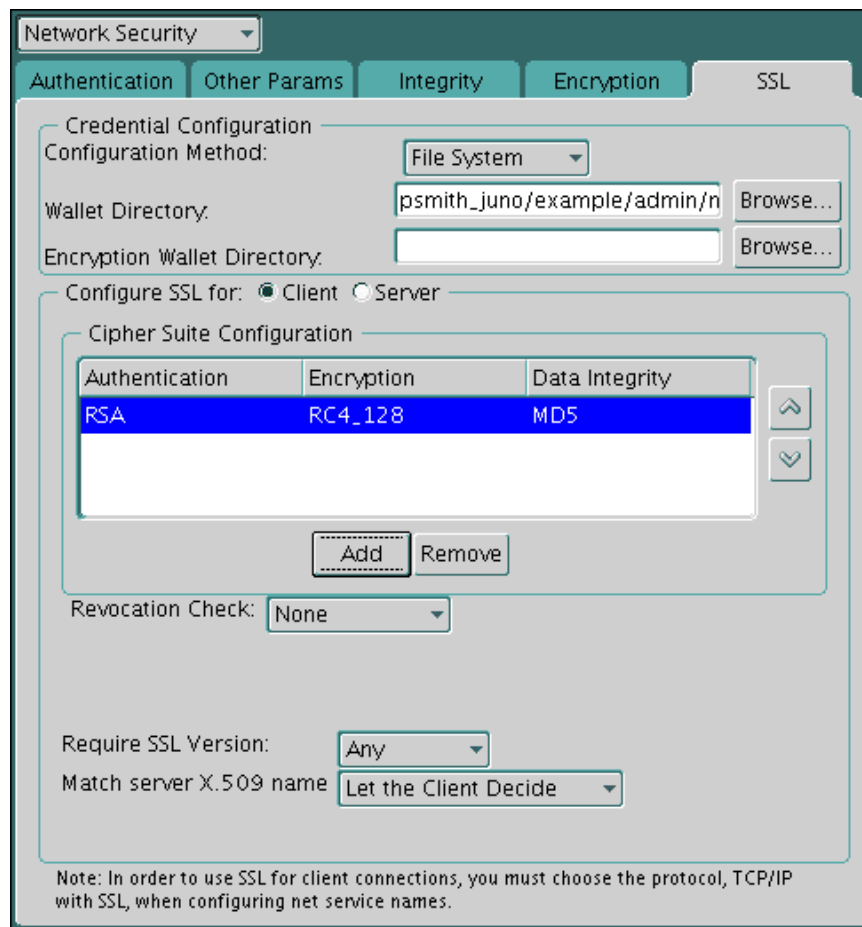 Network Security
Authentication Other Params Integrity Encryption SSL
Credential Configuration
Configuration Method: File System
Wallet Directory: psmith_juno/example/admin/n Browse...
Encryption Wallet Directory: Browse...
Configure SSL for: Client Server
Cipher Suite Configuration
Authentication Encryption Data Integrity
RSA RC4_128 MD5
Add Remove
Revocation Check: None
Require SSL Version: Any
Match server X.509 name Let the Client Decide
Note: In order to use SSL for client connections, you must choose the protocol, TCP/IP
with SSL, when configuring net service names.